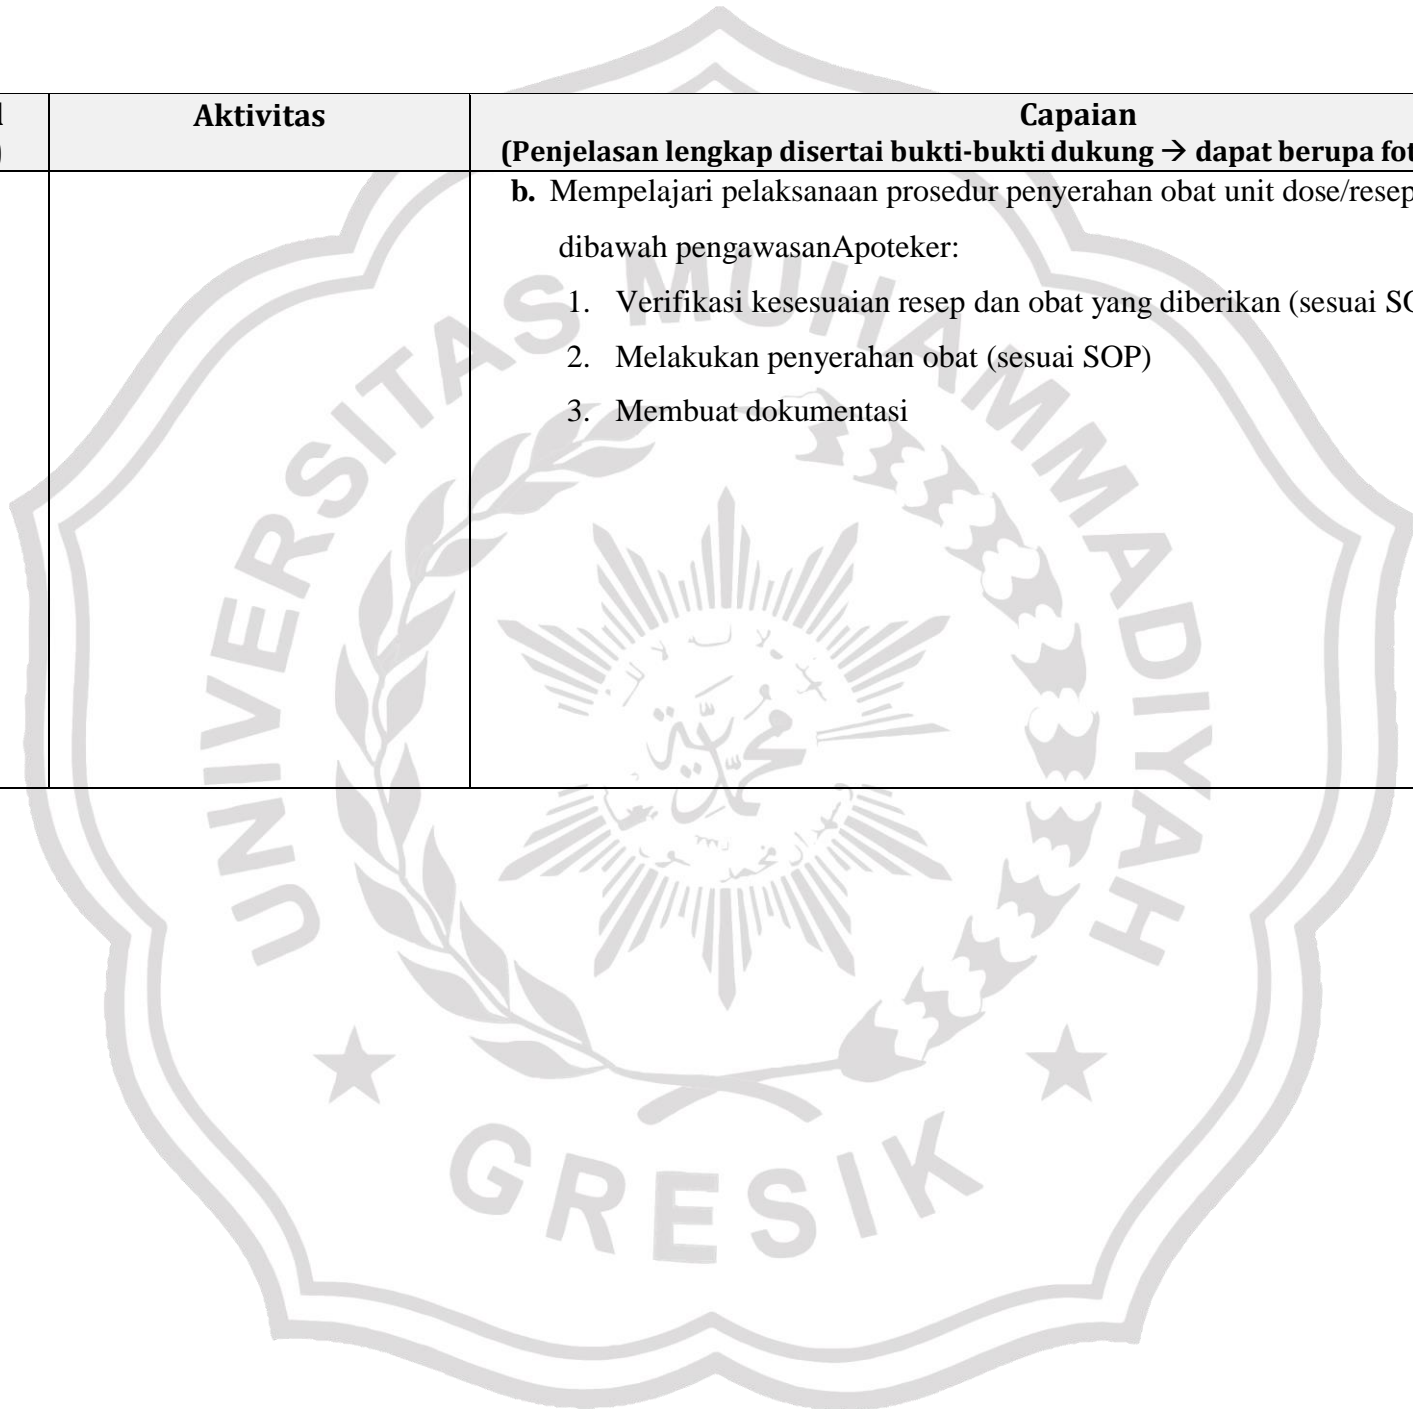 Aktivitas
Capaian
(Penjelasan lengkap disertai bukti-bukti dukung → dapat berupa
b. Mempelajari pelaksanaan prosedur penyerahan obat unit dose/resep
dibawah pengawasanApoteker:
1. Verifikasi kesesuaian resep dan obat yang diberikan (sesuai
2. Melakukan penyerahan obat (sesuai SOP)
3. Membuat dokumentasi
UNIVERSITAS MUHAMMADIYAH
محمدية
GRESIK